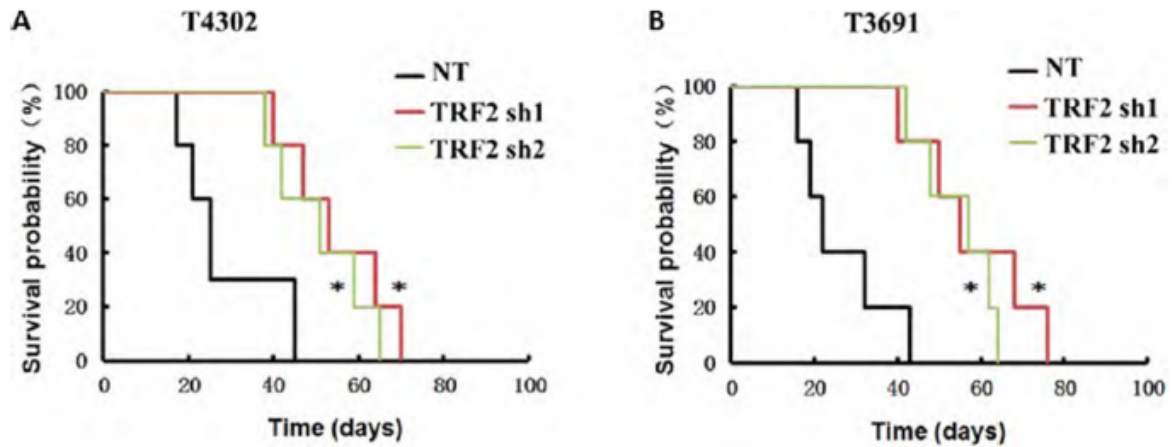 A
T4302
NT
TRF2 sh1
TRF2 sh2
Survival probability (%)
100
80
60
40
20
0
* *
0 20 40 60 80 100
Time (days)
B
T3691
NT
TRF2 sh1
TRF2 sh2
Survival probability (%)
100
80
60
40
20
0
* *
0 20 40 60 80 100
Time (days)